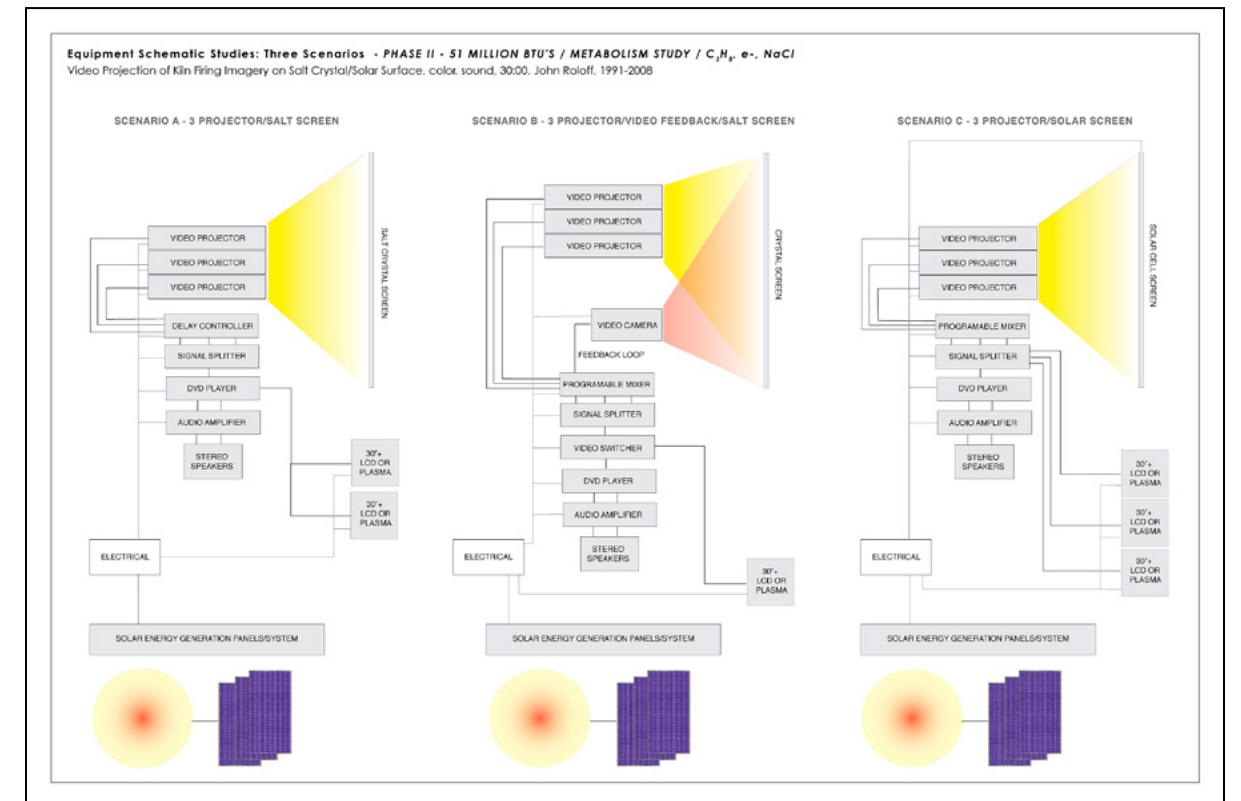 Equipment Schematic Studies: Three Scenarios - PHASE II - 51 MILLION BTU'S / METABOLISM STUDY / C₃H₈, e-, NaCl
Video Projection of Kiln Firing Imagery on Salt Crystal/Solar Surface, color, sound, 30:00, John Roloff, 1991-2008
SCENARIO A - 3 PROJECTOR/SALT SCREEN
VIDEO PROJECTOR
VIDEO PROJECTOR
VIDEO PROJECTOR
SALT CRYSTAL SCREEN
DELAY CONTROLLER
SIGNAL SPLITTER
DVD PLAYER
AUDIO AMPLIFIER
STEREO
SPEAKERS
30"+
LCD OR
PLASMA
30"+
LCD OR
PLASMA
ELECTRICAL
SOLAR ENERGY GENERATION PANELS/SYSTEM
SCENARIO B - 3 PROJECTOR/VIDEO FEEDBACK/SALT SCREEN
VIDEO PROJECTOR
VIDEO PROJECTOR
VIDEO PROJECTOR
CRYSTAL SCREEN
VIDEO CAMERA
FEEDBACK LOOP
PROGRAMABLE MIXER
SIGNAL SPLITTER
VIDEO SWITCHER
DVD PLAYER
AUDIO AMPLIFIER
STEREO
SPEAKERS
ELECTRICAL
30"+
LCD OR
PLASMA
SOLAR ENERGY GENERATION PANELS/SYSTEM
SCENARIO C - 3 PROJECTOR/SOLAR SCREEN
VIDEO PROJECTOR
VIDEO PROJECTOR
VIDEO PROJECTOR
SOLAR CELL SCREEN
PROGRAMABLE MIXER
SIGNAL SPLITTER
DVD PLAYER
AUDIO AMPLIFIER
STEREO
SPEAKERS
30"+
LCD OR
PLASMA
30"+
LCD OR
PLASMA
30"+
LCD OR
PLASMA
ELECTRICAL
SOLAR ENERGY GENERATION PANELS/SYSTEM